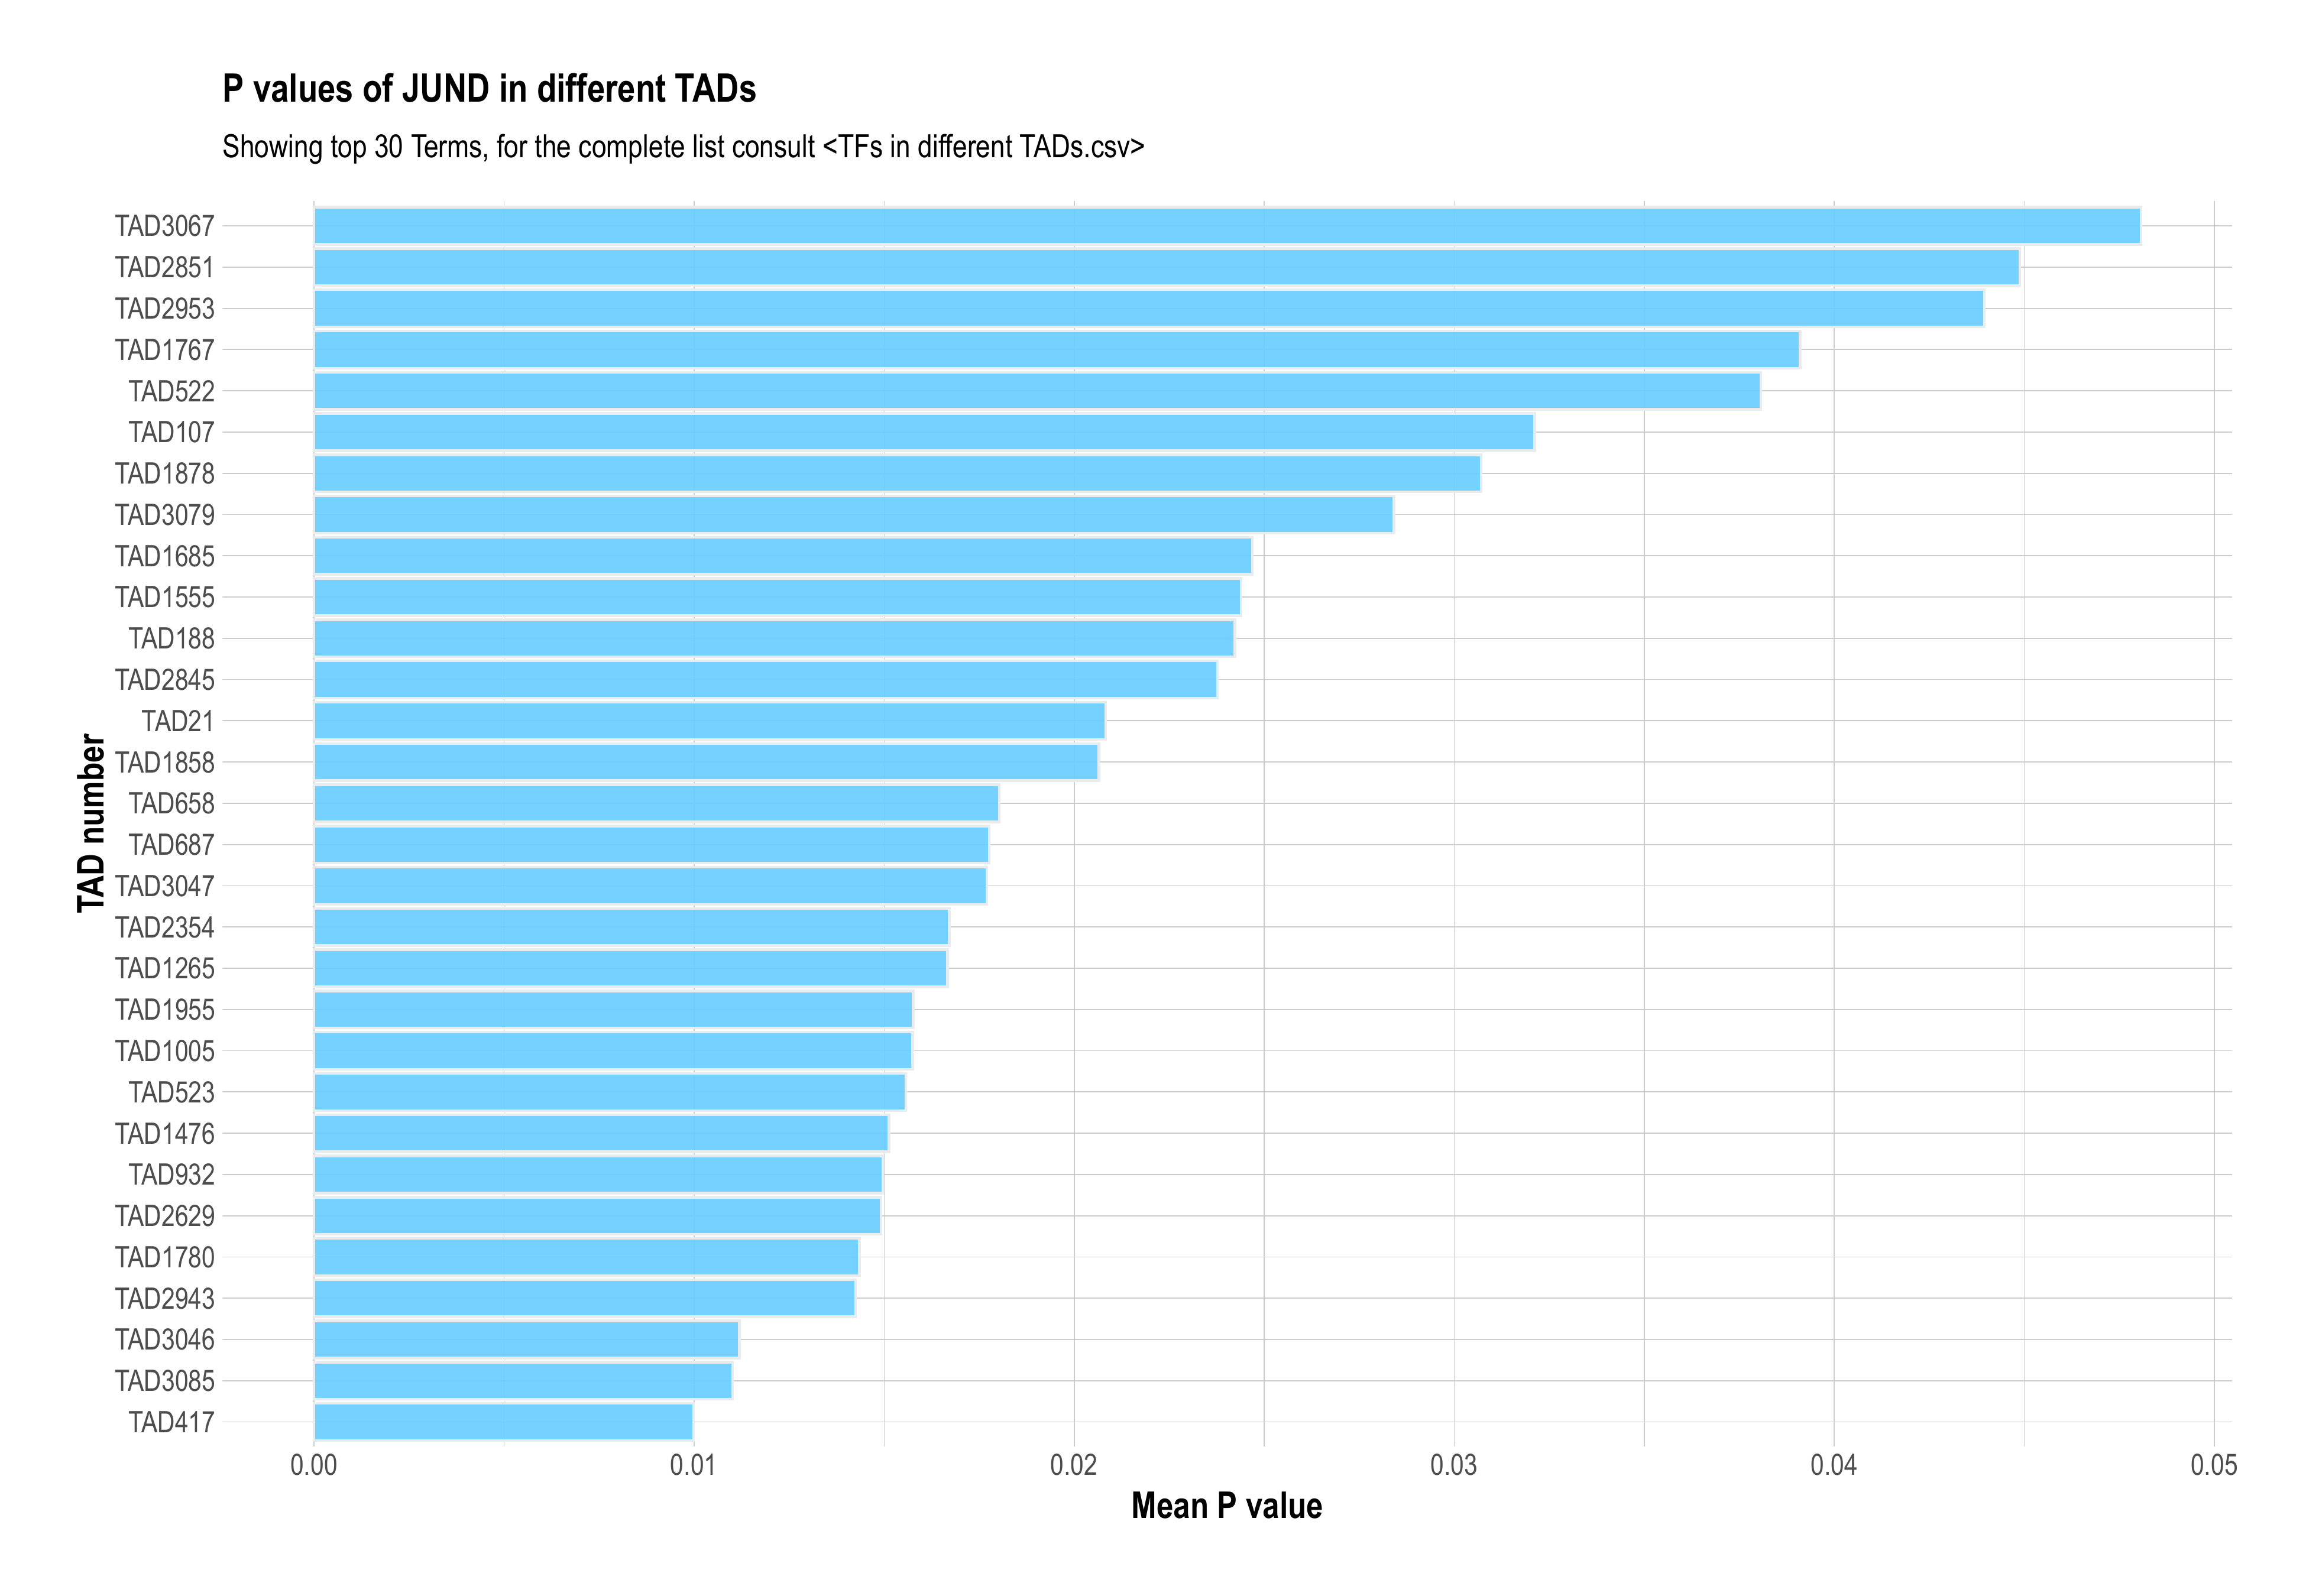 P values of JUND in different TADs
Showing top 30 Terms, for the complete list consult <TFs in different TADs.csv>
TAD number
TAD3067
TAD2851
TAD2953
TAD1767
TAD522
TAD107
TAD1878
TAD3079
TAD1685
TAD1555
TAD188
TAD2845
TAD21
TAD1858
TAD658
TAD687
TAD3047
TAD2354
TAD1265
TAD1955
TAD1005
TAD523
TAD1476
TAD932
TAD2629
TAD1780
TAD2943
TAD3046
TAD3085
TAD417
0.00 0.01 0.02 0.03 0.04 0.05
Mean P value